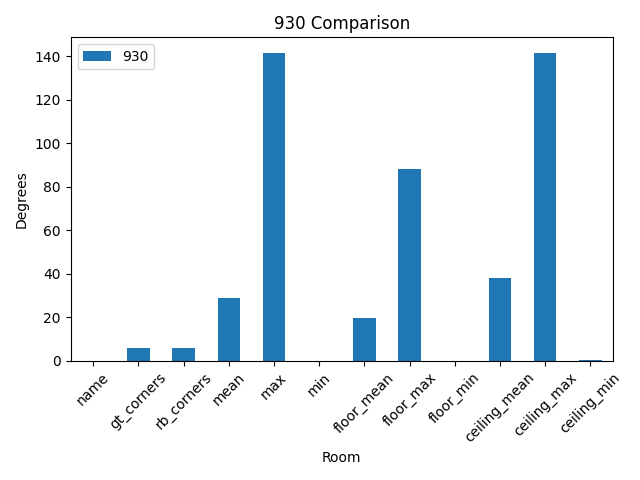 930 Comparison
930
140
120
100
80
60
40
20
0
Degrees
name
gt_corners
rb_corners
mean
max
min
floor_mean
floor_max
floor_min
ceiling_mean
ceiling_max
ceiling_min
Room